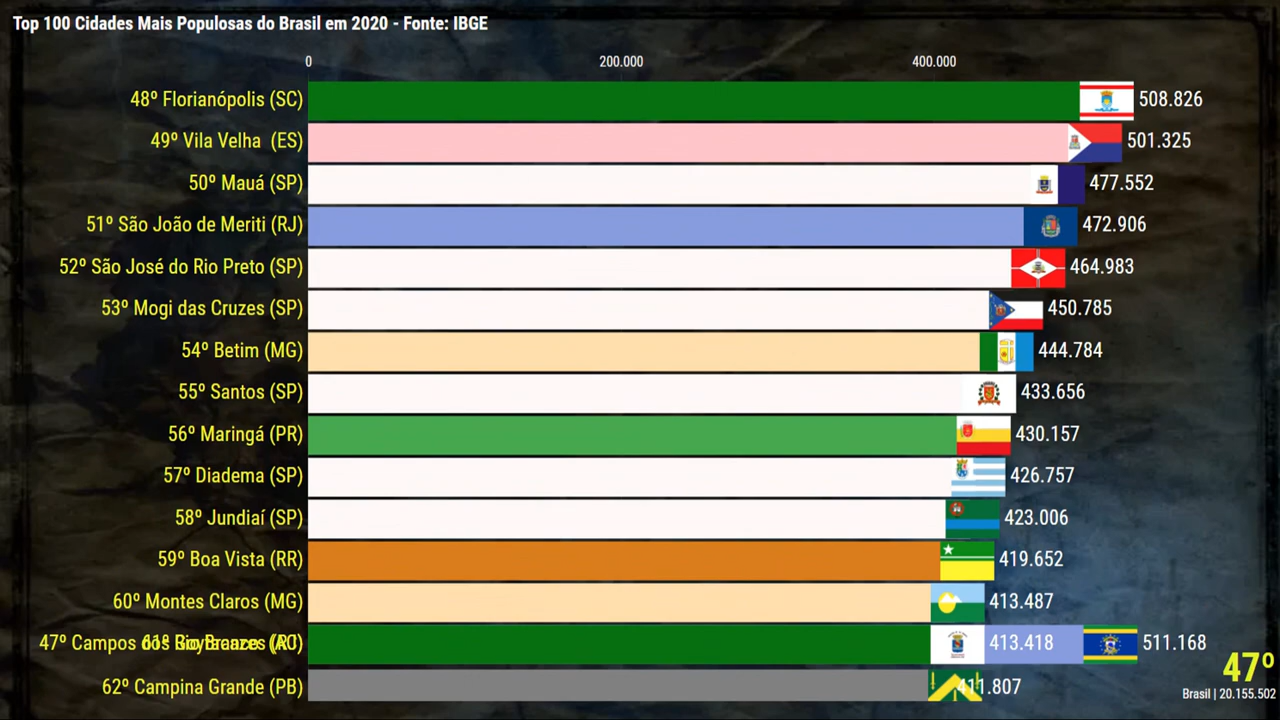 Top 100 Cidades Mais Populosas do Brasil em 2020 - Fonte: IBGE
0 200.000 400.000
48º Florianópolis (SC) 508.826
49º Vila Velha (ES) 501.325
50º Mauá (SP) 477.552
51º São João de Meriti (RJ) 472.906
52º São José do Rio Preto (SP) 464.983
53º Mogi das Cruzes (SP) 450.785
54º Betim (MG) 444.784
55º Santos (SP) 433.656
56º Maringá (PR) 430.157
57º Diadema (SP) 426.757
58º Jundiaí (SP) 423.006
59º Boa Vista (RR) 419.652
60º Montes Claros (MG) 413.487
47º Campos 413.418 511.168
62º Campina Grande (PB) 411.807
47º
Brasil | 20.155.502